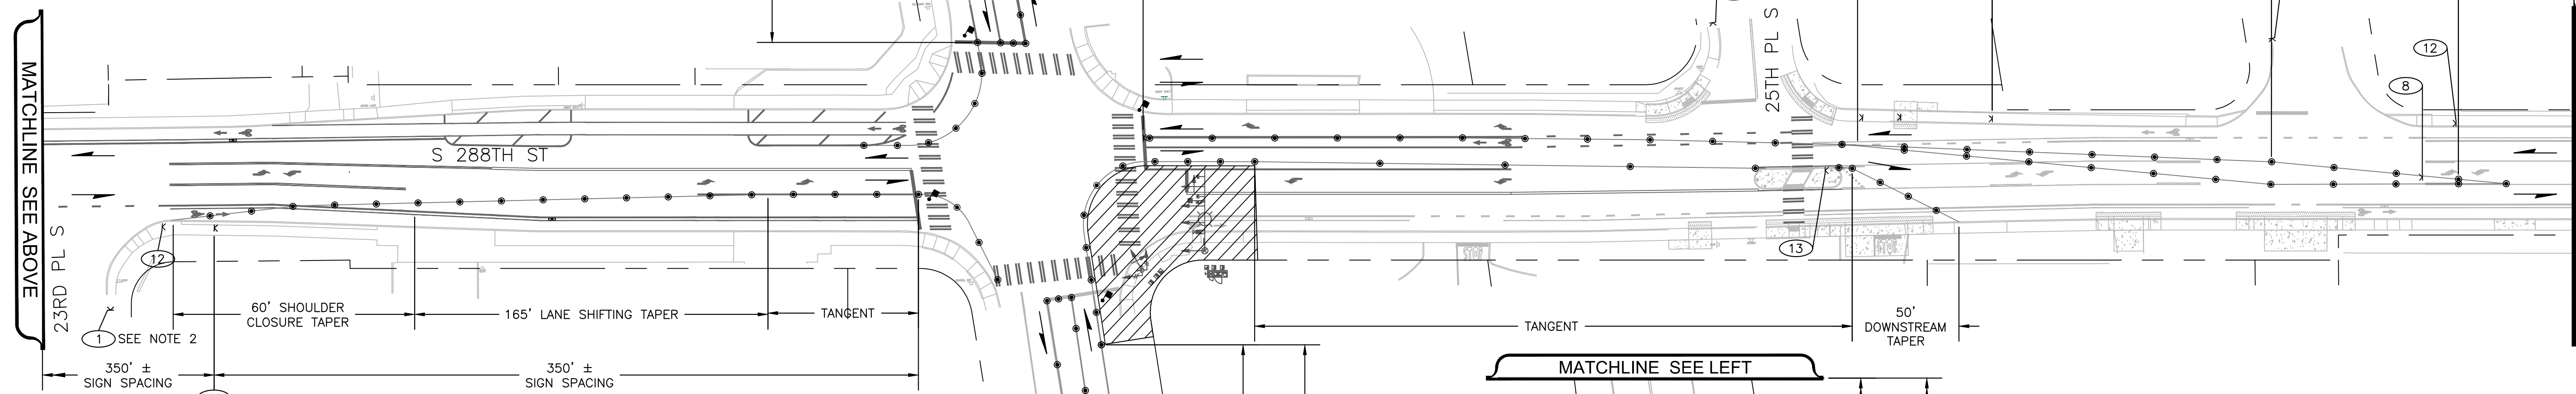 MATCHLINE SEE ABOVE
23RD PL S
S 288TH ST
25TH PL S
12
8
12
13
1 SEE NOTE 2
60' SHOULDER
CLOSURE TAPER
165' LANE SHIFTING TAPER
TANGENT
TANGENT
50'
DOWNSTREAM
TAPER
350' ±
SIGN SPACING
350' ±
SIGN SPACING
MATCHLINE SEE LEFT
STOP